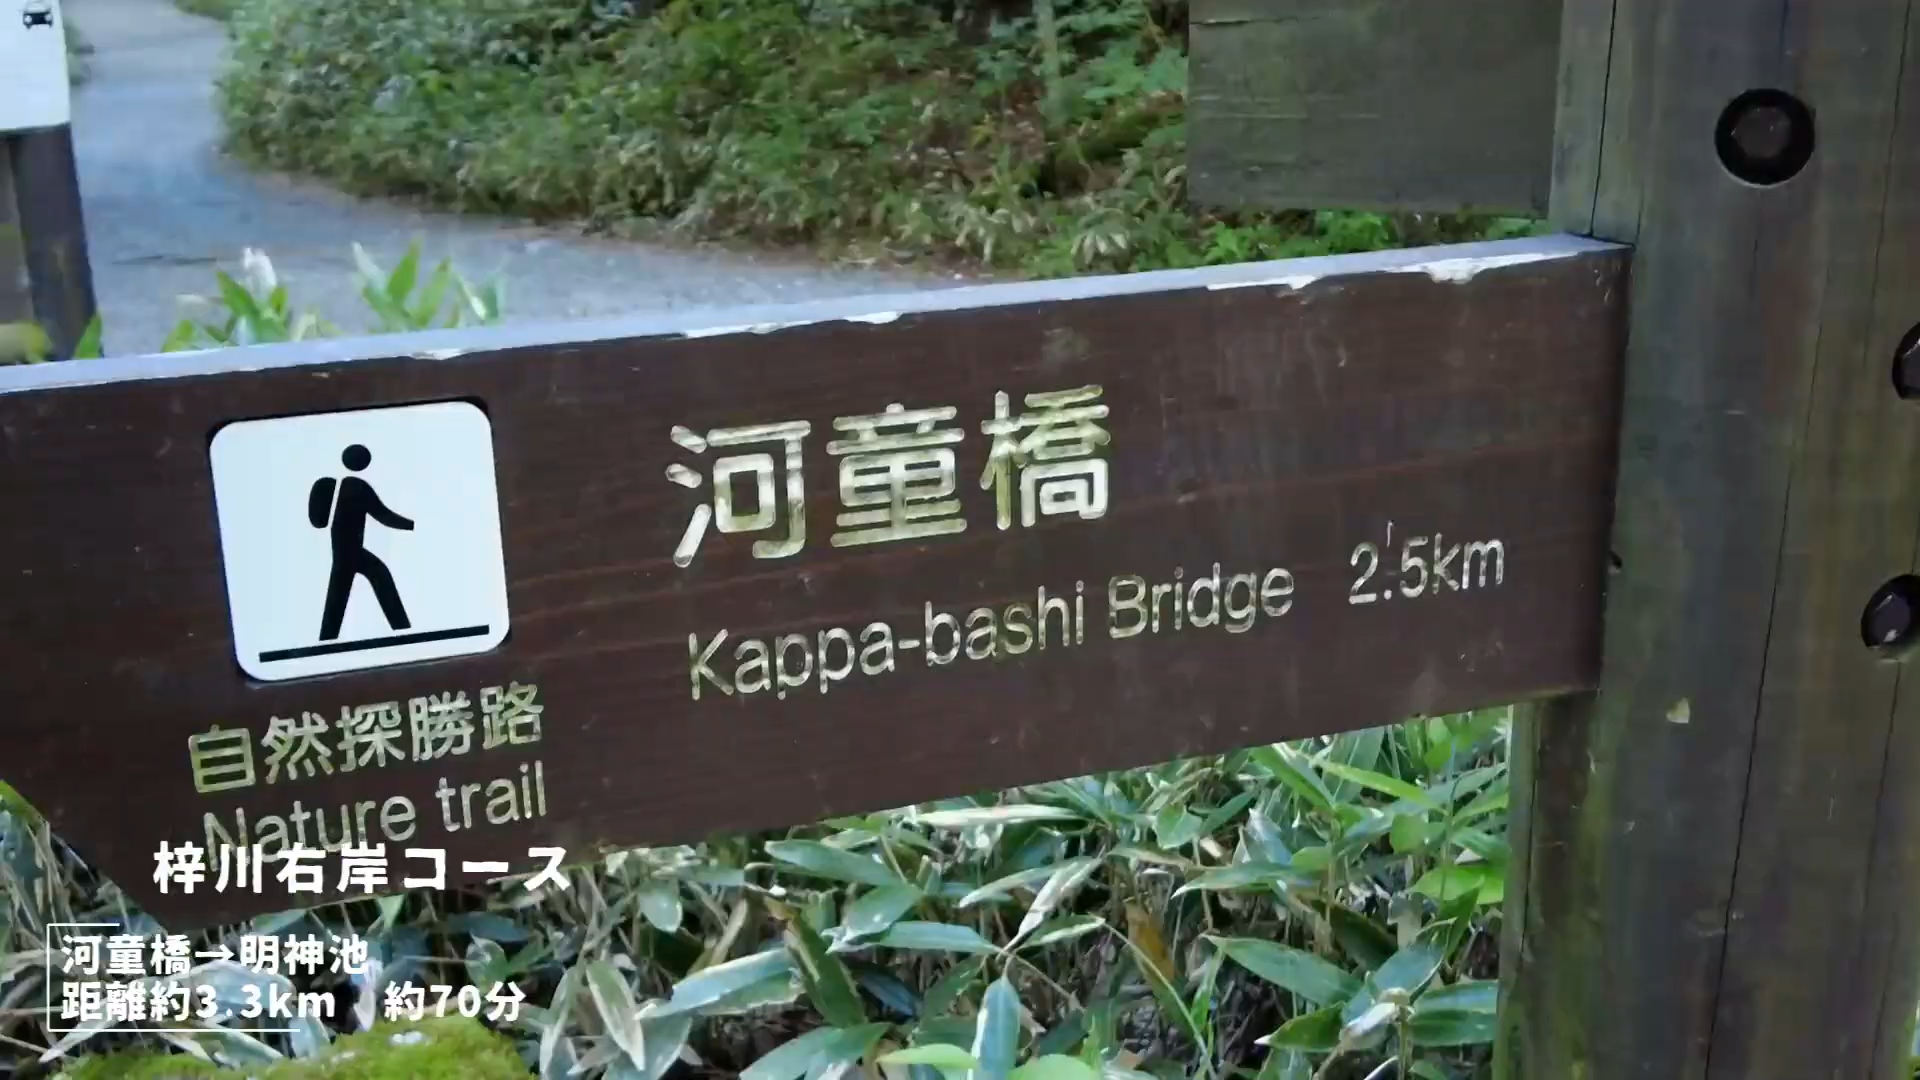 河童橋
Kappa-bashi Bridge 2.5km
自然探勝路
Nature trail
梓川右岸コース
河童橋→明神池
距離約3.3km 約70分